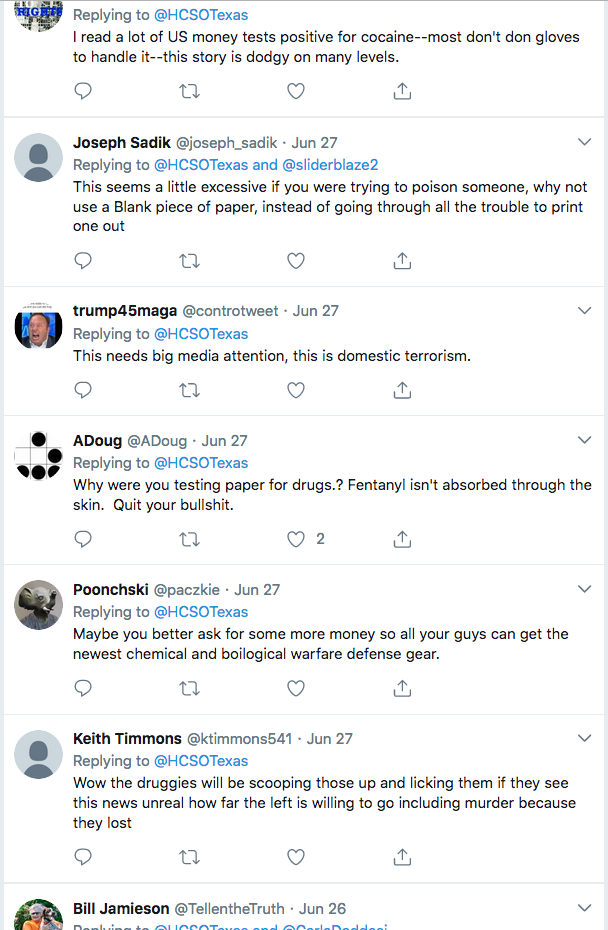 RIGHTS
Replying to @HCSOTexas
I read a lot of US money tests positive for cocaine--most don't don gloves
to handle it--this story is dodgy on many levels.
Joseph Sadik @joseph_sadik · Jun 27
Replying to @HCSOTexas and @sliderblaze2
This seems a little excessive if you were trying to poison someone, why not
use a Blank piece of paper, instead of going through all the trouble to print
one out
trump45maga @controtweet · Jun 27
Replying to @HCSOTexas
This needs big media attention, this is domestic terrorism.
ADoug @ADoug · Jun 27
Replying to @HCSOTexas
Why were you testing paper for drugs.? Fentanyl isn't absorbed through the
skin.  Quit your bullshit.
2
Poonchski @paczkie · Jun 27
Replying to @HCSOTexas
Maybe you better ask for some more money so all your guys can get the
newest chemical and boilogical warfare defense gear.
Keith Timmons @ktimmons541 · Jun 27
Replying to @HCSOTexas
Wow the druggies will be scooping those up and licking them if they see
this news unreal how far the left is willing to go including murder because
they lost
Bill Jamieson @TellentheTruth · Jun 26
Replying to @HCSOTexas and